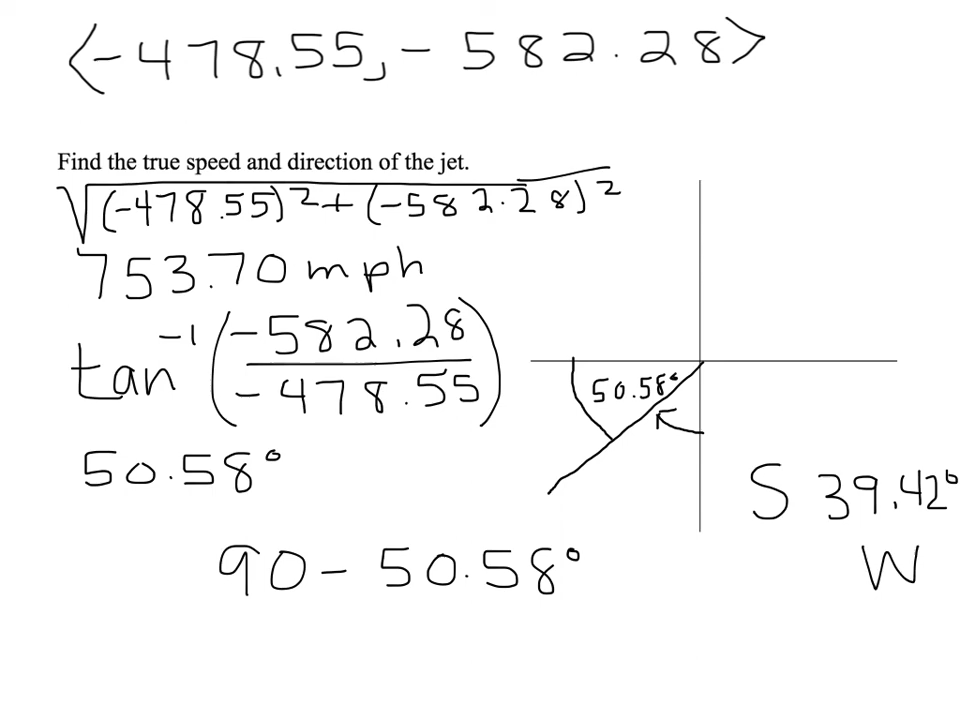 <-478.55, -582.28>
Find the true speed and direction of the jet.
√(-478.55)²+(-582.28)²
753.70 mph
tan⁻¹(-582.28/-478.55)
50.58°
50.58°
90-50.58°
S 39.42°
W